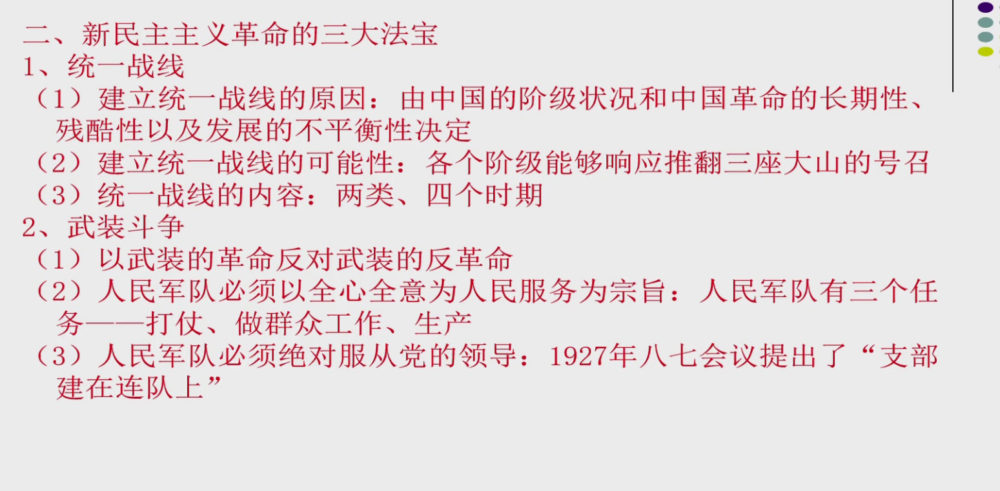 二、新民主主义革命的三大法宝
1、统一战线
（1）建立统一战线的原因：由中国的阶级状况和中国革命的长期性、
残酷性以及发展的不平衡性决定
（2）建立统一战线的可能性：各个阶级能够响应推翻三座大山的号召
（3）统一战线的内容：两类、四个时期
2、武装斗争
（1）以武装的革命反对武装的反革命
（2）人民军队必须以全心全意为人民服务为宗旨：人民军队有三个任
务——打仗、做群众工作、生产
（3）人民军队必须绝对服从党的领导：1927年八七会议提出了“支部
建在连队上”